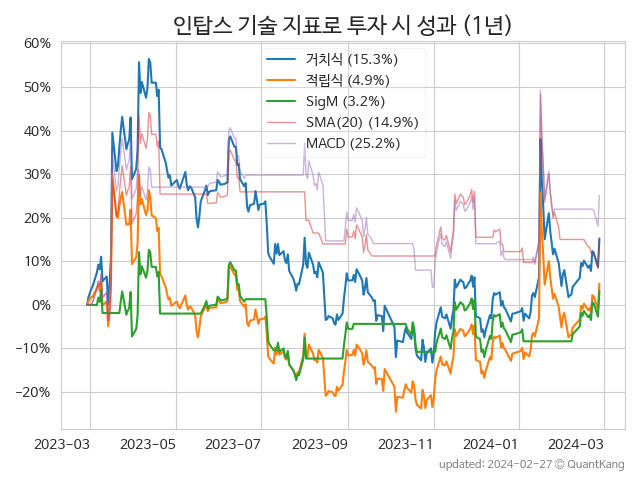 인탑스 기술 지표로 투자 시 성과 (1년)
60%
50%
40%
30%
20%
10%
0%
−10%
−20%
거치식 (15.3%)
적립식 (4.9%)
SigM (3.2%)
SMA(20) (14.9%)
MACD (25.2%)
2023−03
2023−05
2023−07
2023−09
2023−11
2024−01
2024−03
updated: 2024−02−27 © QuantKang